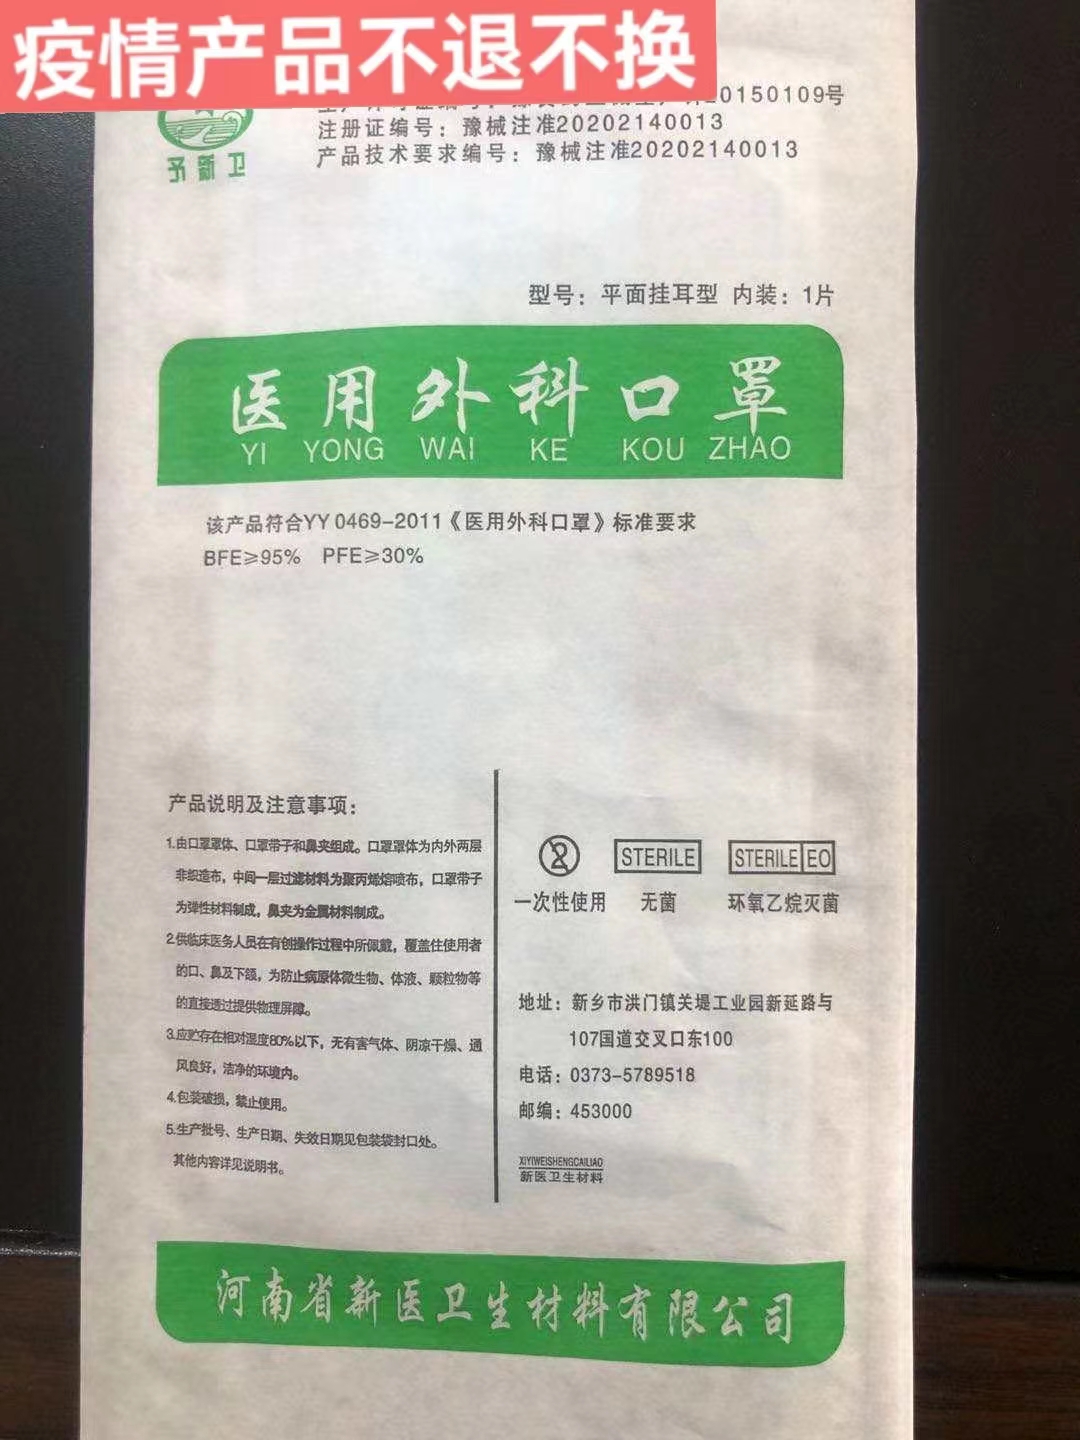 疫情产品不退不换
20150109号
注册证编号：豫械注准20202140013
产品技术要求编号：豫械注准20202140013
予新卫
型号：平面挂耳型 内装：1片
医用外科口罩
YI YONG WAI KE KOU ZHAO
该产品符合YY 0469-2011《医用外科口罩》标准要求
BFE≥95% PFE≥30%
产品说明及注意事项：
1.由口罩罩体、口罩带子和鼻夹组成。口罩罩体为内外两层
非织造布，中间一层过滤材料为聚丙烯熔喷布，口罩带子
为弹性材料制成，鼻夹为金属材料制成。
2.供临床医务人员在有创操作过程中所佩戴，覆盖住使用者
的口、鼻及下颌，为防止病原体微生物、体液、颗粒物等
的直接透过提供物理屏障。
3.应贮存在相对湿度80%以下，无有害气体、阴凉干燥、通
风良好，洁净的环境内。
4.包装破损，禁止使用。
5.生产批号、生产日期、失效日期见包装袋封口处。
其他内容详见说明书。
2 STERILE STERILE EO
一次性使用 无菌 环氧乙烷灭菌
地址：新乡市洪门镇关堤工业园新延路与
107国道交叉口东100
电话：0373-5789518
邮编：453000
XIYIWEISHENGCAILIAO
新医卫生材料
河南省新医卫生材料有限公司